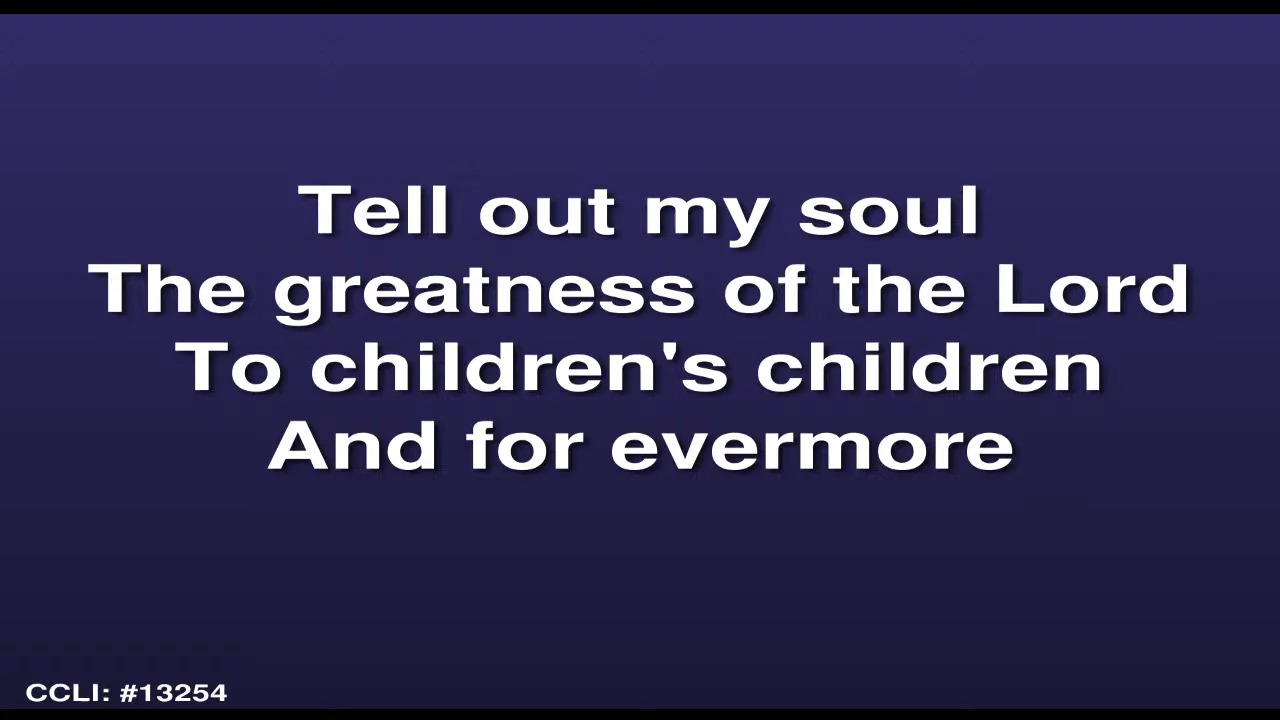 Tell out my soul
The greatness of the Lord
To children's children
And for evermore
CCLI: #13254